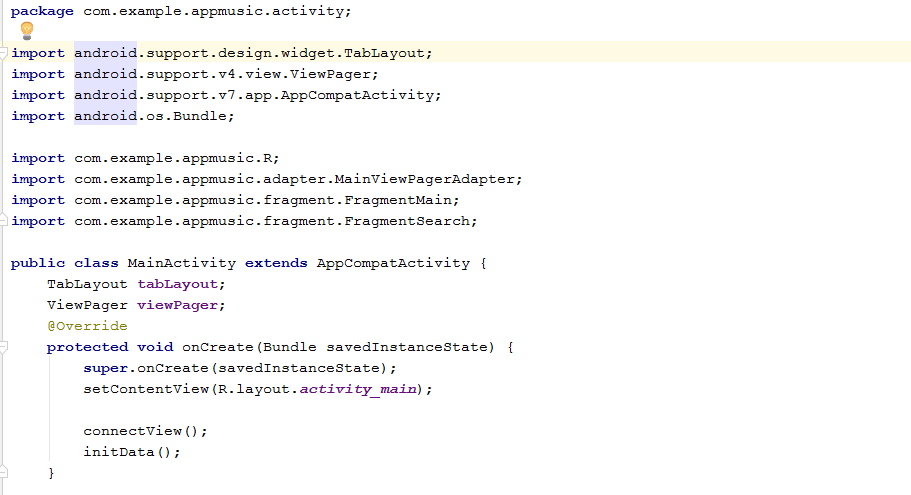 package com.example.appmusic.activity;
import android.support.design.widget.TabLayout;
import android.support.v4.view.ViewPager;
import android.support.v7.app.AppCompatActivity;
import android.os.Bundle;
import com.example.appmusic.R;
import com.example.appmusic.adapter.MainViewPagerAdapter;
import com.example.appmusic.fragment.FragmentMain;
import com.example.appmusic.fragment.FragmentSearch;
public class MainActivity extends AppCompatActivity {
TabLayout tabLayout;
ViewPager viewPager;
@Override
protected void onCreate(Bundle savedInstanceState) {
super.onCreate(savedInstanceState);
setContentView(R.layout.activity_main);
connectView();
initData();
}